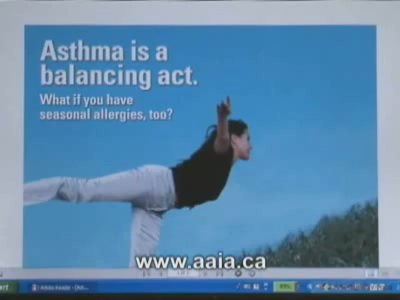 Asthma is a
balancing act.
What if you have
seasonal allergies, too?
www.aaia.ca